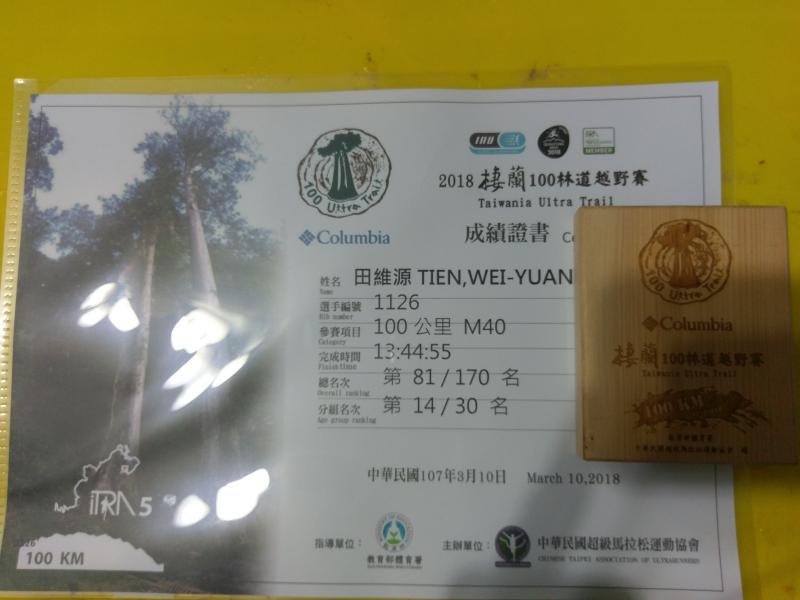 100 Ultra Trail
IAU
MEMBER
2018 棲蘭100林道越野賽
Taiwania Ultra Trail
Columbia
成績證書 Ce
姓名 田維源 TIEN,WEI-YUAN
Name
選手編號 1126
Bib number
參賽項目 100 公里 M40
Category
完成時間 13:44:55
Finish time
總名次 第 81 / 170 名
Overall ranking
分組名次 第 14 / 30 名
Age group ranking
中華民國107年3月10日 March 10,2018
iTRA 5
100 KM
指導單位：
教育部體育署
主辦單位：
中華民國超級馬拉松運動協會
CHINESE TAIPEI ASSOCIATION OF ULTRARUNNERS
100 Ultra Trail
Columbia
棲蘭100林道越野賽
Taiwania Ultra Trail
100 KM